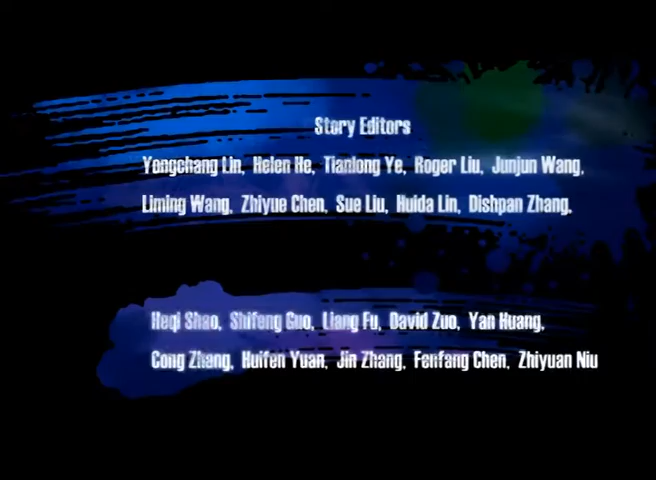 Story Editors
Yongchang Lin, Helen He, Tianlong Ye, Roger Liu, Junjun Wang,
Liming Wang, Zhiyue Chen, Sue Liu, Huida Lin, Dishpan Zhang,
Heqi Shao, Shifeng Guo, Liang Fu, David Zuo, Yan Huang,
Cong Zhang, Huifen Yuan, Jin Zhang, Fenfang Chen, Zhiyuan Niu